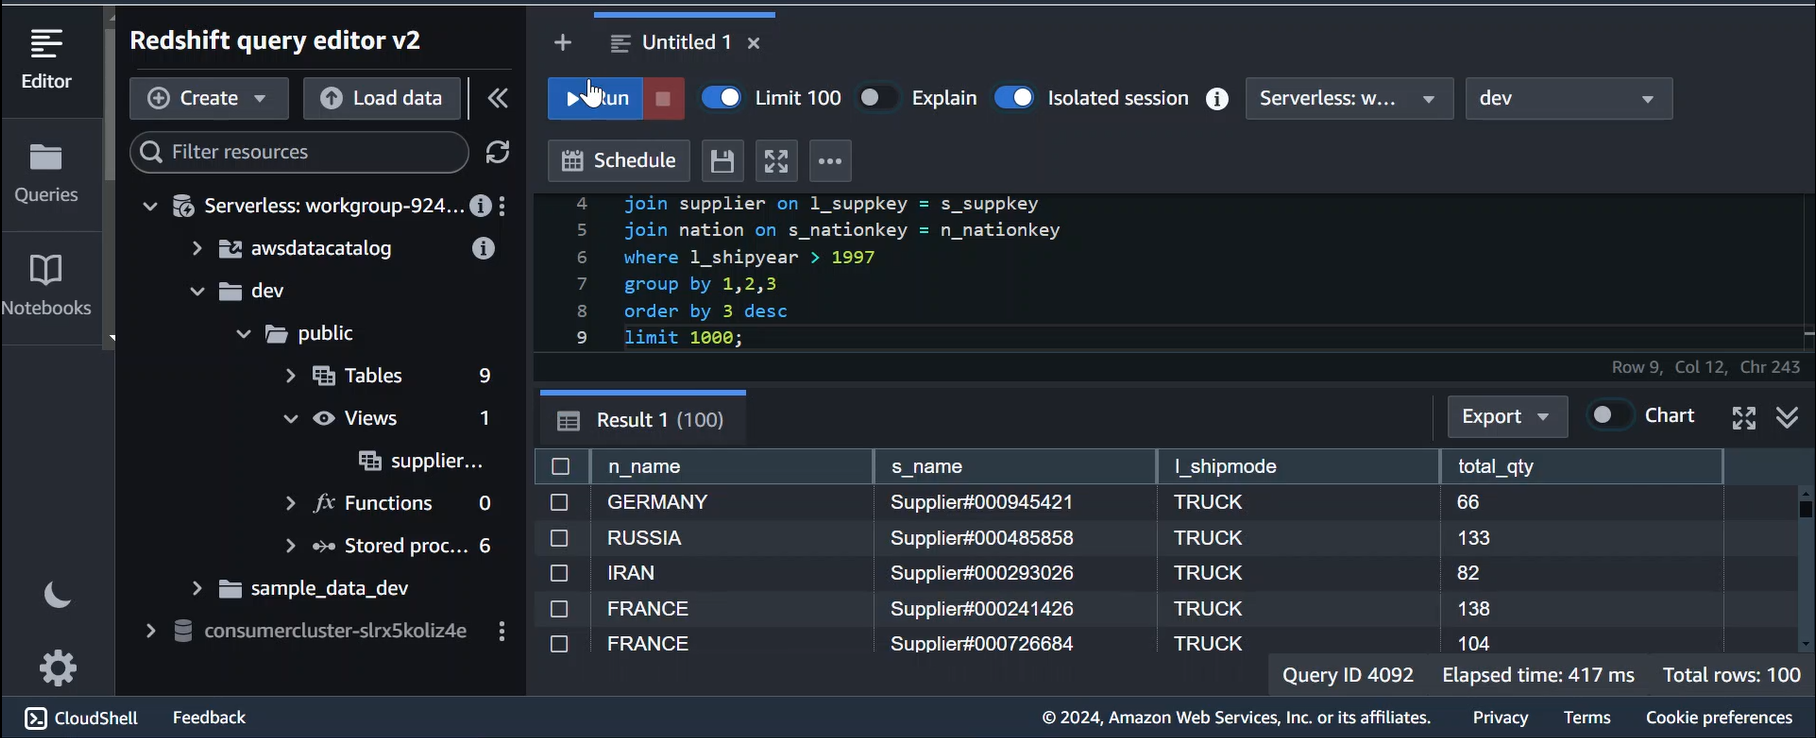 Editor
Queries
Notebooks
Redshift query editor v2
Create
Load data
Filter resources
Serverless: workgroup-924...
awsdatacatalog
dev
public
Tables 9
Views 1
supplier...
fx Functions 0
Stored proc... 6
sample_data_dev
consumercluster-slrx5koliz4e
Untitled 1
Limit 100 Explain Isolated session Serverless: w... dev
Schedule
4 join supplier on l_suppkey = s_suppkey
5 join nation on s_nationkey = n_nationkey
6 where l_shipyear > 1997
7 group by 1,2,3
8 order by 3 desc
9 limit 1000;
Row 9, Col 12, Chr 243
Result 1 (100)
Export Chart
n_name s_name l_shipmode total_qty
GERMANY Supplier#000945421 TRUCK 66
RUSSIA Supplier#000485858 TRUCK 133
IRAN Supplier#000293026 TRUCK 82
FRANCE Supplier#000241426 TRUCK 138
FRANCE Supplier#000726684 TRUCK 104
Query ID 4092 Elapsed time: 417 ms Total rows: 100
CloudShell Feedback © 2024, Amazon Web Services, Inc. or its affiliates. Privacy Terms Cookie preferences